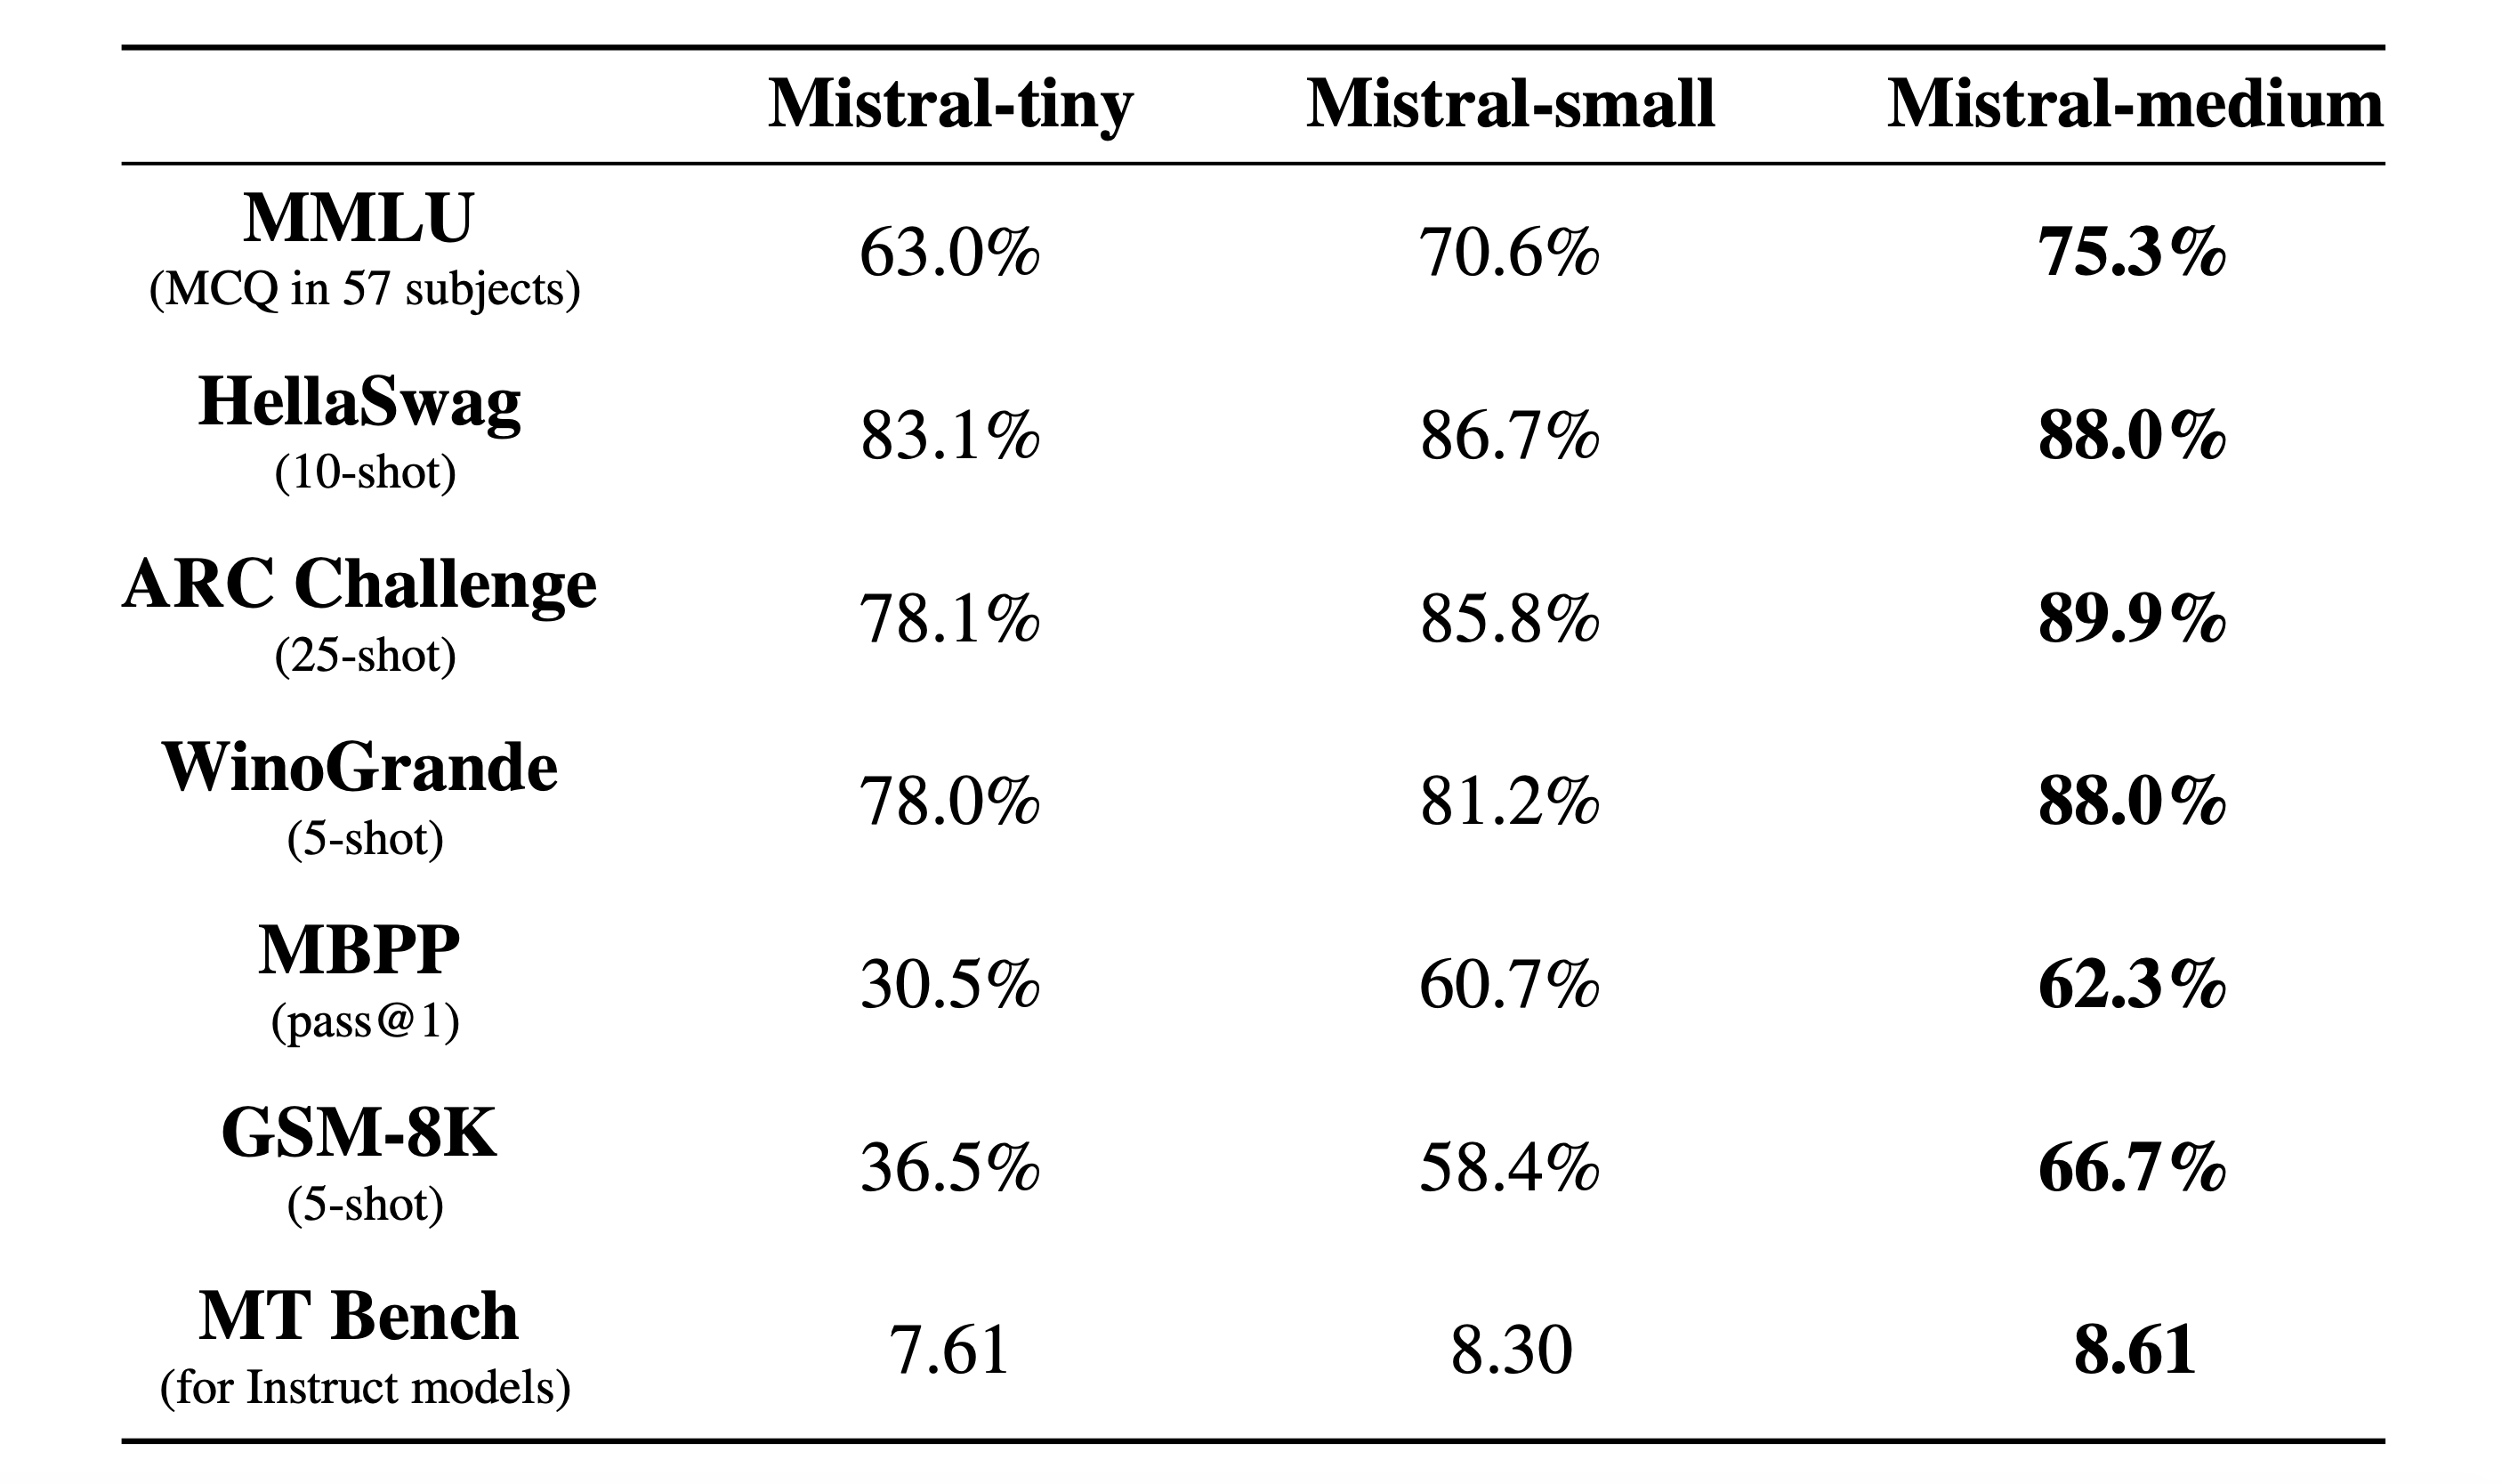 Mistral-tiny Mistral-small Mistral-medium
MMLU
(MCQ in 57 subjects)
63.0% 70.6% 75.3%
HellaSwag
(10-shot)
83.1% 86.7% 88.0%
ARC Challenge
(25-shot)
78.1% 85.8% 89.9%
WinoGrande
(5-shot)
78.0% 81.2% 88.0%
MBPP
(pass@1)
30.5% 60.7% 62.3%
GSM-8K
(5-shot)
36.5% 58.4% 66.7%
MT Bench
(for Instruct models)
7.61 8.30 8.61